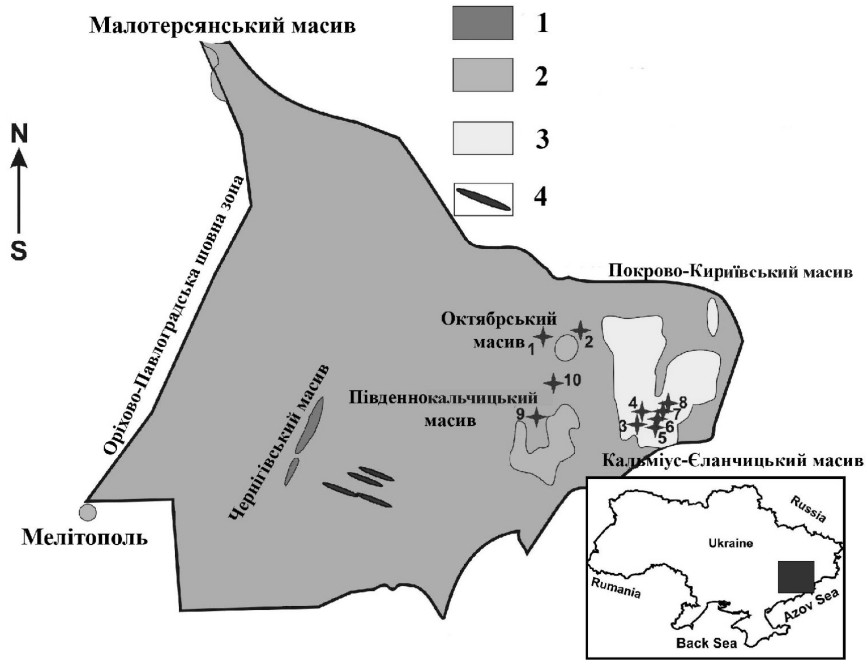 Малотерсянський масив
1
2
3
4
N
S
Оріхово-Павлоградська шовна зона
Покрово-Кириївський масив
Октябрський
масив
1
2
10
Південнокальчицький
масив
9
4
8
7
3
6
5
Чернігівський масив
Кальміус-Єланчицький масив
Мелітополь
Russia
Ukraine
Rumania
Azov Sea
Back Sea